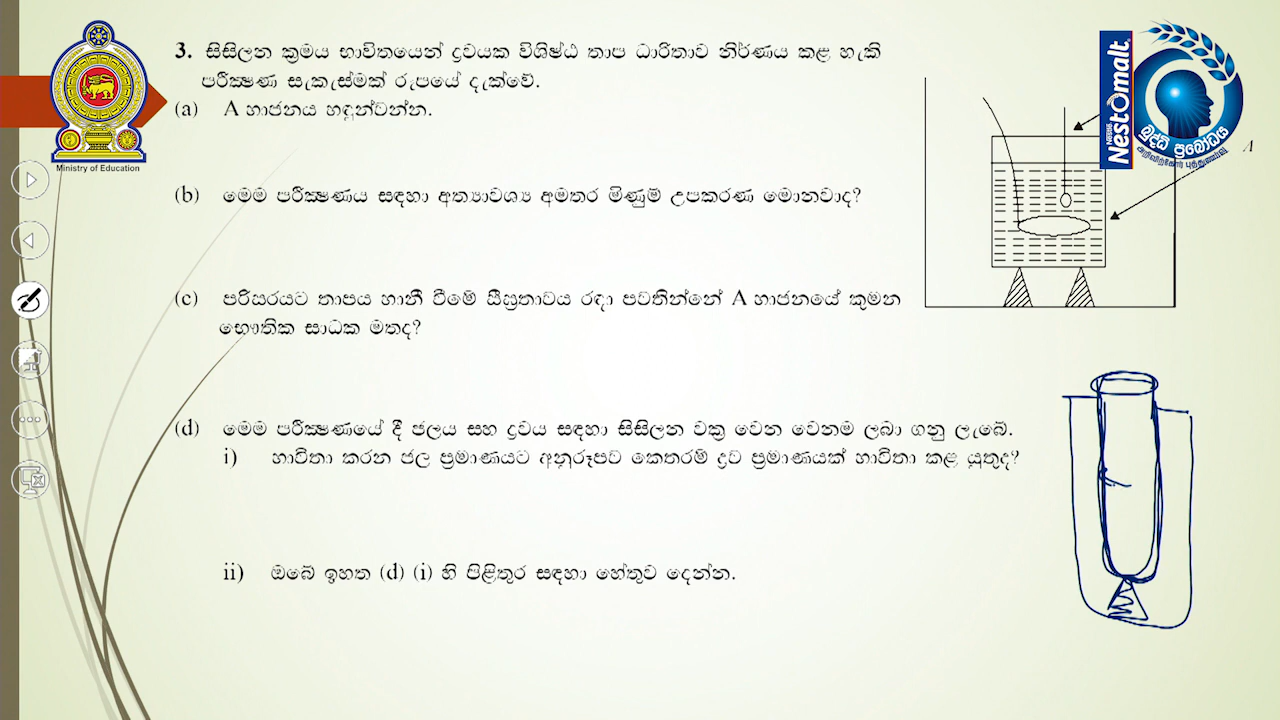 3. සිසිලන ක්‍රමය භාවිතයෙන් ද්‍රවයක විශිෂ්ඨ තාප ධාරිතාව නිර්ණය කළ හැකි
පරීක්‍ෂණ සැකැස්මක් රූපයේ දැක්වේ.
(a) A භාජනය හඳුන්වන්න.
(b) මෙම පරීක්‍ෂණය සඳහා අත්‍යාවශ්‍ය අමතර මිණුම් උපකරණ මොනවාද?
(c) පරිසරයට තාපය හානී වීමේ සීඝ්‍රතාවය රඳා පවතින්නේ A භාජනයේ කුමන
භෞතික සාධක මතද?
(d) මෙම පරීක්‍ෂණයේ දී ජලය සහ ද්‍රවය සඳහා සිසිලන වක්‍ර වෙන වෙනම ලබා ගනු ලැබේ.
i) භාවිතා කරන ජල ප්‍රමාණයට අනුරූපව කෙතරම් ද්‍රව ප්‍රමාණයක් භාවිතා කළ යුතුද?
ii) ඔබේ ඉහත (d) (i) හි පිළිතුර සඳහා හේතුව දෙන්න.
A
Ministry of Education
Nestlé Nestomalt
බුද්ධි ප්‍රබෝධය